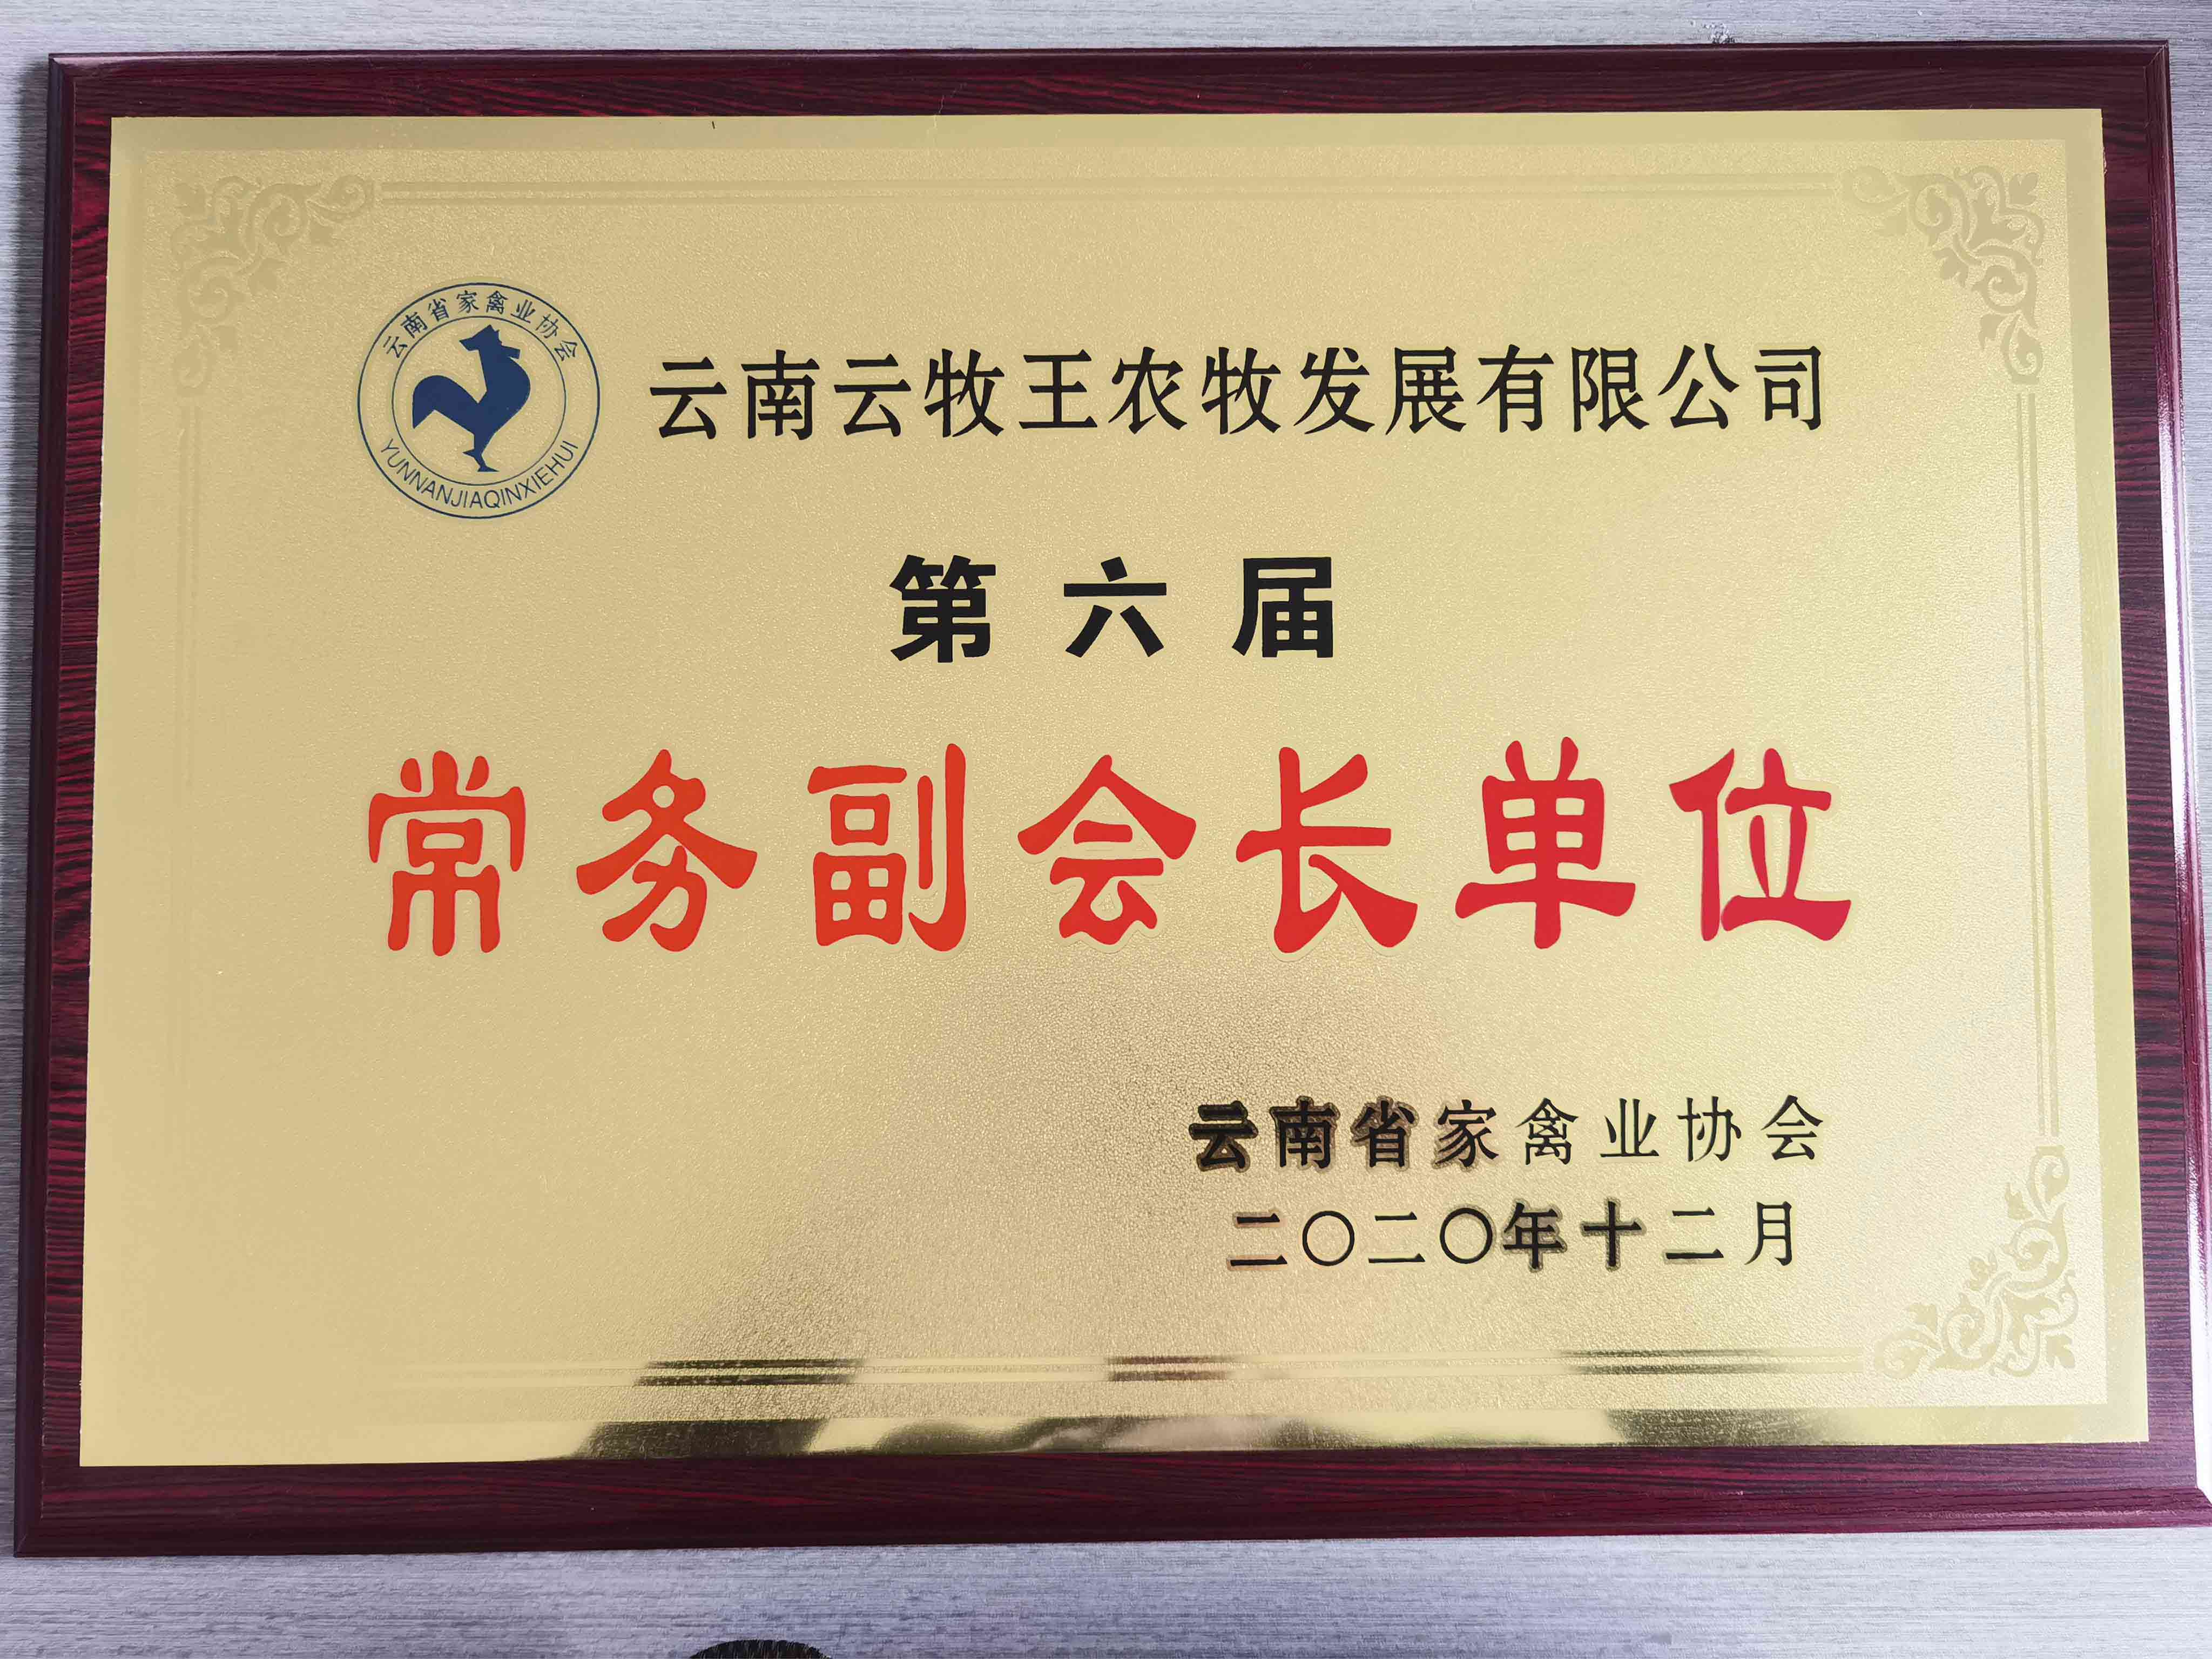 云南省家禽业协会
YUNNANJIAQINXIEHUI
云南云牧王农牧发展有限公司
第六届
常务副会长单位
云南省家禽业协会
二〇二〇年十二月